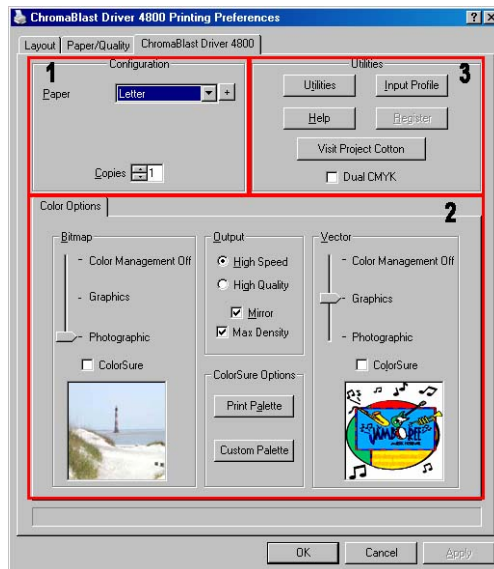 ChromaBlast Driver 4800 Printing Preferences
Layout Paper/Quality ChromaBlast Driver 4800
1
Configuration
Paper Letter +
Copies 1
3
Utilities
Utilities Input Profile
Help Register
Visit Project Cotton
Dual CMYK
2
Color Options
Bitmap
- Color Management Off
- Graphics
- Photographic
ColorSure
Output
High Speed
High Quality
Mirror
Max Density
ColorSure Options
Print Palette
Custom Palette
Vector
- Color Management Off
- Graphics
- Photographic
ColorSure
JAMBOREE
OK Cancel Apply